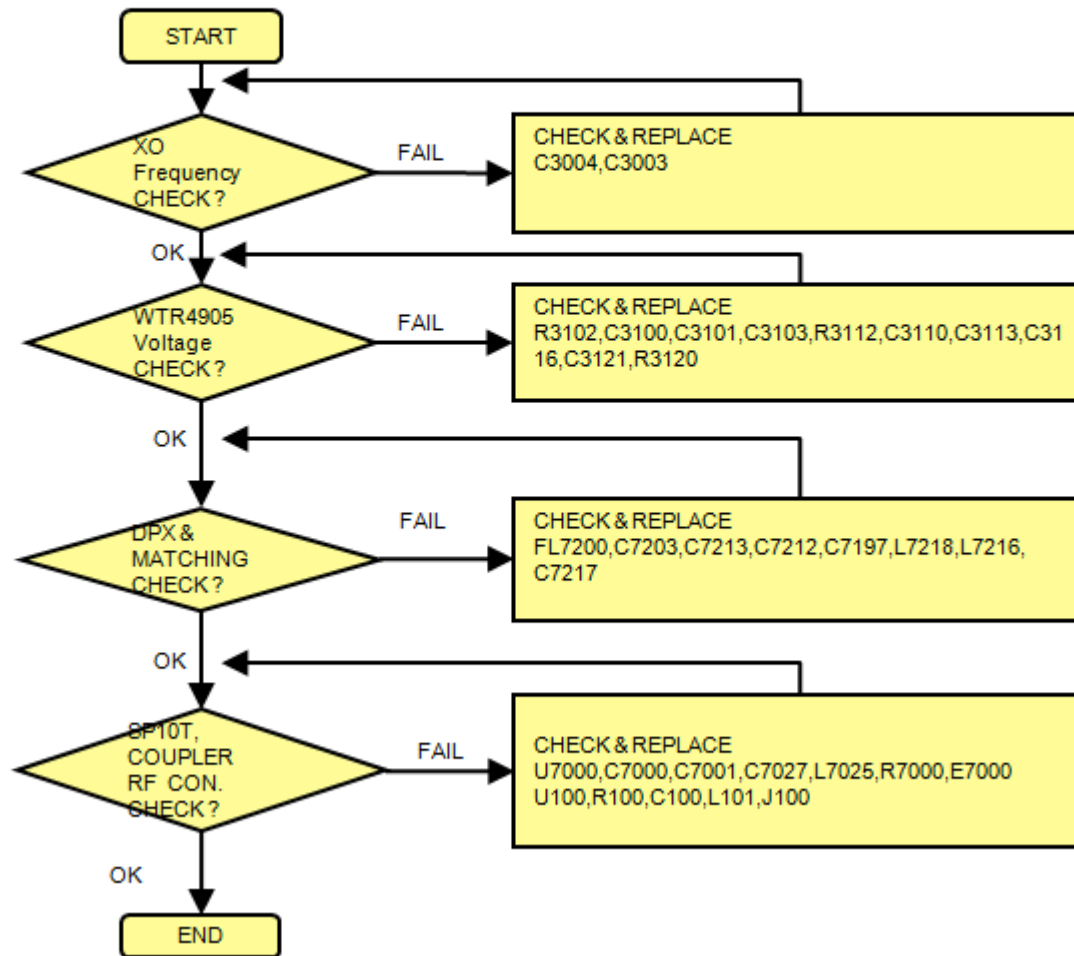 START
XO
Frequency
CHECK?
FAIL
CHECK & REPLACE
C3004,C3003
OK
WTR4905
Voltage
CHECK?
FAIL
CHECK & REPLACE
R3102,C3100,C3101,C3103,R3112,C3110,C3113,C31
16,C3121,R3120
OK
DPX &
MATCHING
CHECK?
FAIL
CHECK & REPLACE
FL7200,C7203,C7213,C7212,C7197,L7218,L7216,
C7217
OK
SP10T,
COUPLER
RF CON.
CHECK?
FAIL
CHECK & REPLACE
U7000,C7000,C7001,C7027,L7025,R7000,E7000
U100,R100,C100,L101,J100
OK
END